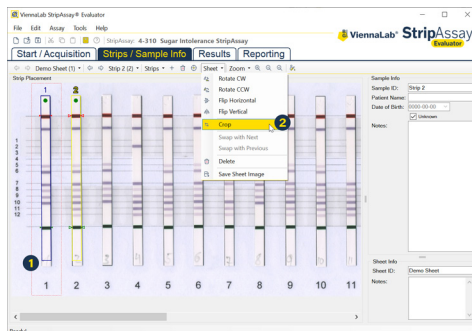 ViennaLab StripAssay® Evaluator
File Edit Assay Tools Help
StripAssay: 4-310 Sugar Intolerance StripAssay
ViennaLab® StripAssay
Evaluator
Start / Acquisition Strips / Sample Info Results Reporting
Demo Sheet (1) Strip 2 (2) Strips Sheet Zoom
Strip Placement
Rotate CW
Rotate CCW
Flip Horizontal
Flip Vertical
Crop 2
Swap with Next
Swap with Previous
Delete
Save Sheet Image
Sample Info
Sample ID: Strip 2
Patient Name:
Date of Birth: 0000-00-00
Unknown
Notes:
1 2
1
2
3
4
5
6
7
8
9
10
11
12
1
1 2 3 4 5 6 7 8 9 10 11
Sheet Info
Sheet ID: Demo Sheet
Notes: